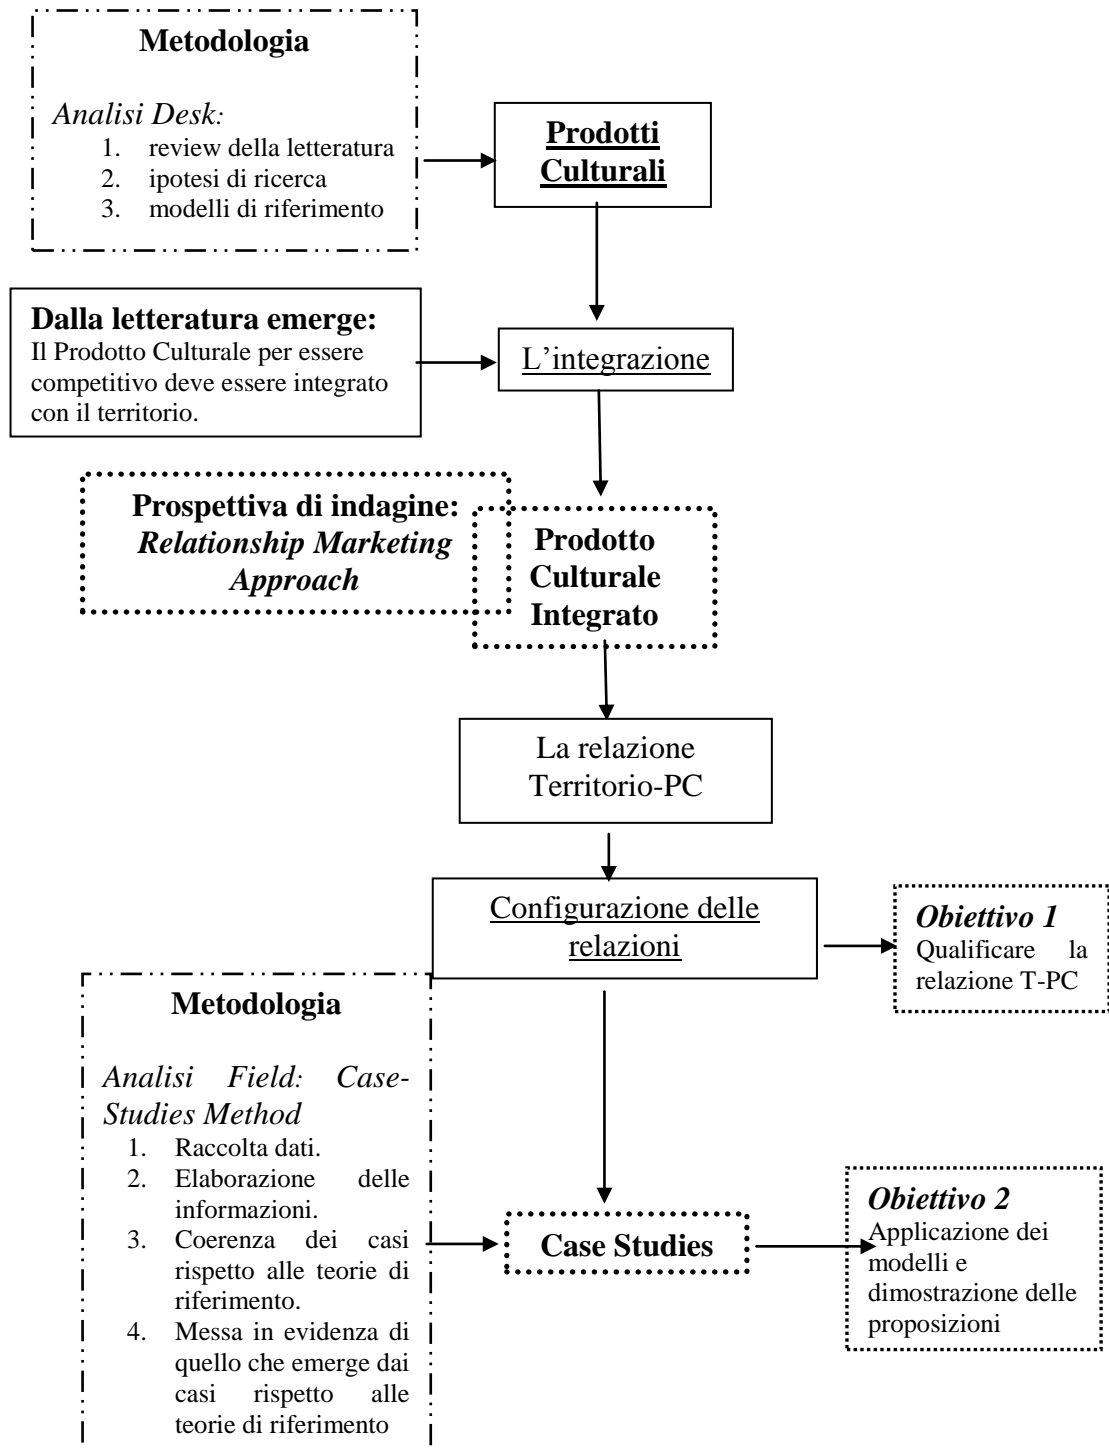 Metodologia
Analisi Desk:
1. review della letteratura
2. ipotesi di ricerca
3. modelli di riferimento
Prodotti
Culturali
Dalla letteratura emerge:
Il Prodotto Culturale per essere
competitivo deve essere integrato
con il territorio.
L’integrazione
Prospettiva di indagine:
Relationship Marketing
Approach
Prodotto
Culturale
Integrato
La relazione
Territorio-PC
Configurazione delle
relazioni
Obiettivo 1
Qualificare la
relazione T-PC
Metodologia
Analisi Field: Case-
Studies Method
1. Raccolta dati.
2. Elaborazione delle
informazioni.
3. Coerenza dei casi
rispetto alle teorie di
riferimento.
4. Messa in evidenza di
quello che emerge dai
casi rispetto alle
teorie di riferimento
Case Studies
Obiettivo 2
Applicazione dei
modelli e
dimostrazione delle
proposizioni